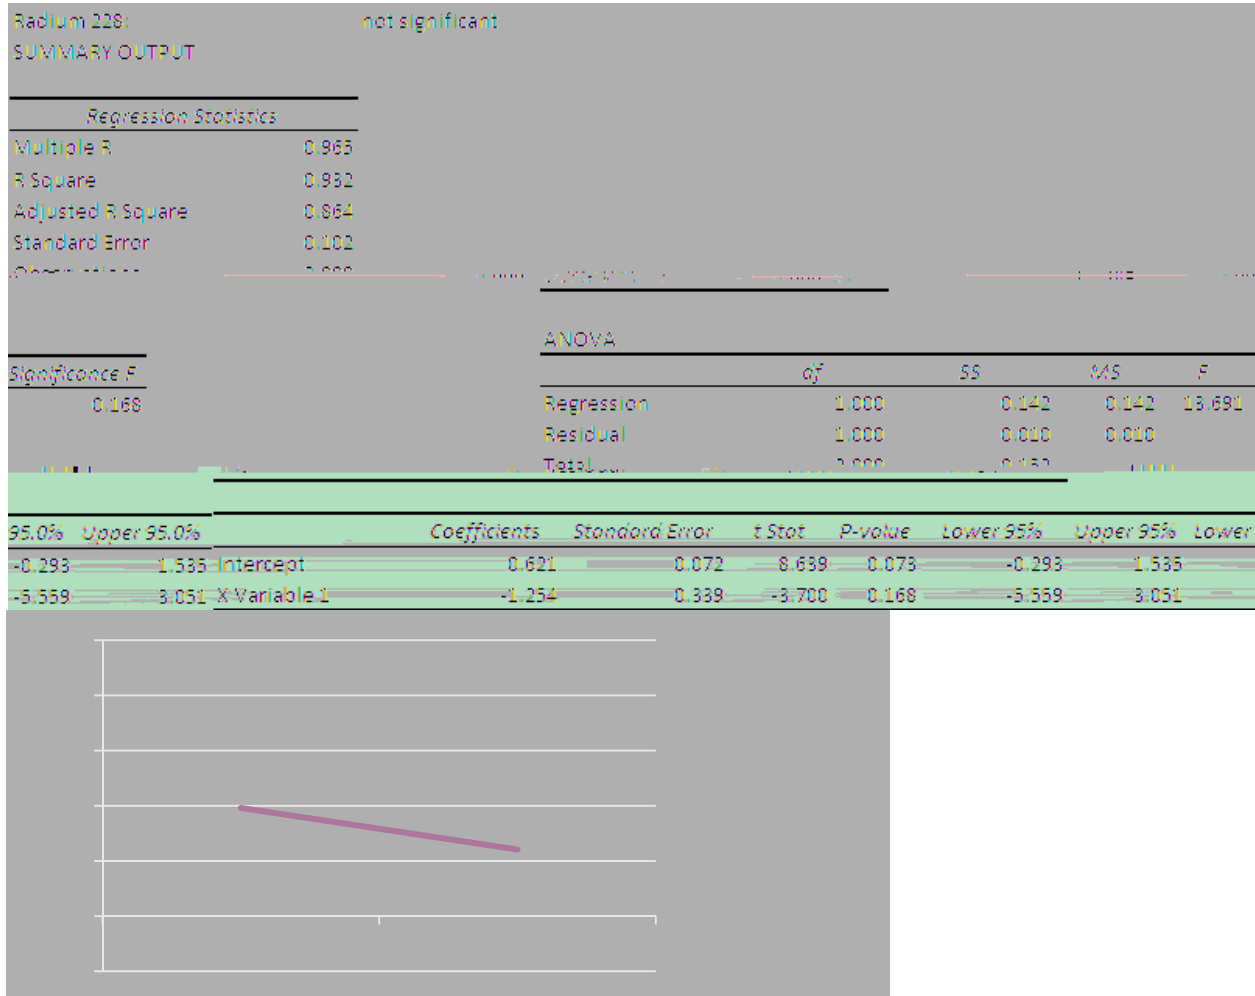 Radium 228: not significant
SUMMARY OUTPUT
Regression Statistics
Multiple R 0.965
R Square 0.932
Adjusted R Square 0.864
Standard Error 0.102
ANOVA
Significance F df SS MS F
0.168 Regression 1.000 0.142 0.142 13.691
Residual 1.000 0.010 0.010
Total
95.0% Upper 95.0% Coefficients Standard Error t Stat P-value Lower 95% Upper 95% Lower
-0.293 1.535 Intercept 0.621 0.072 8.639 0.073 -0.293 1.535
-5.559 3.051 X Variable 1 -1.254 0.339 -3.700 0.168 -5.559 3.051